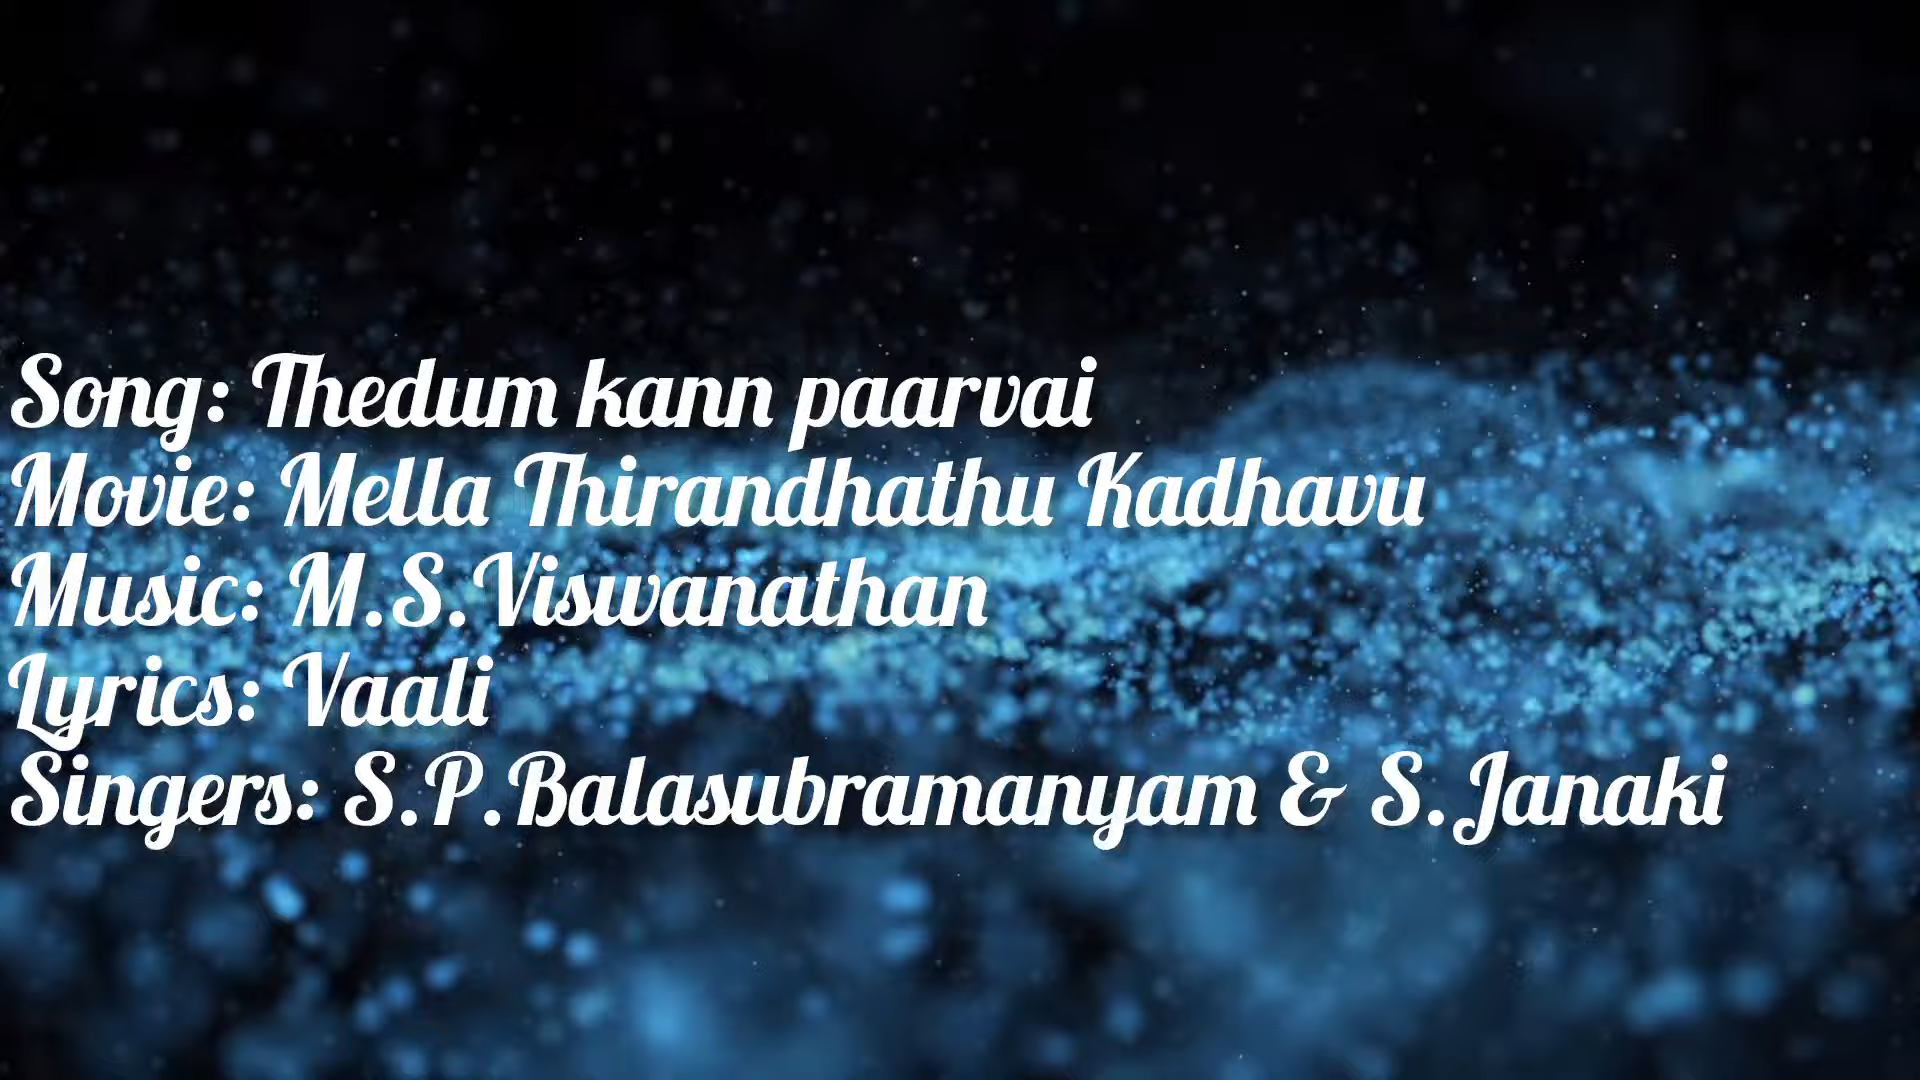 Song: Thedum kann paarvai
Movie: Mella Thirandhathu Kadhavu
Music: M.S.Viswanathan
Lyrics: Vaali
Singers: S.P.Balasubramanyam & S.Janaki